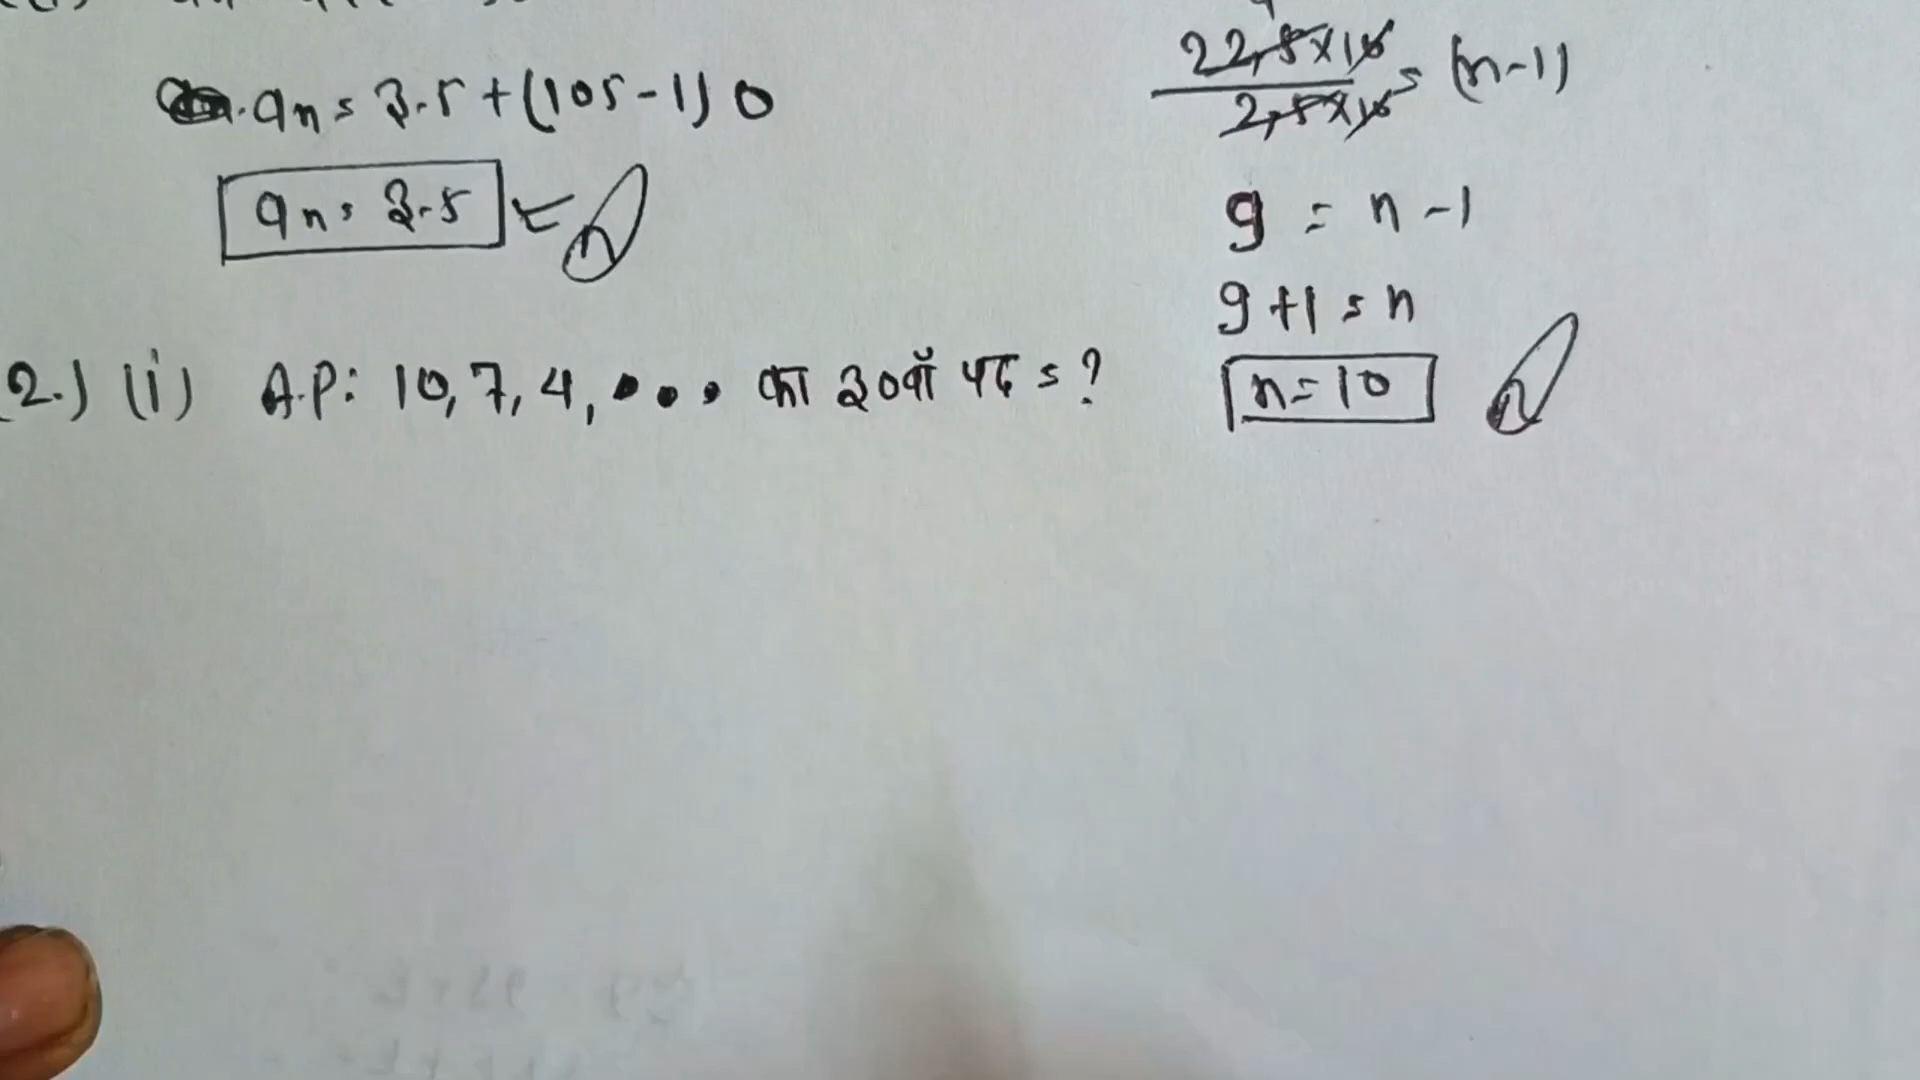 an = 3.5 + (105-1) 0
an = 3.5
22.5×10/2.5×10 = (n-1)
9 = n-1
9+1 = n
n = 10
2.) (i) A.P: 10, 7, 4, ... का 30वाँ पद = ?